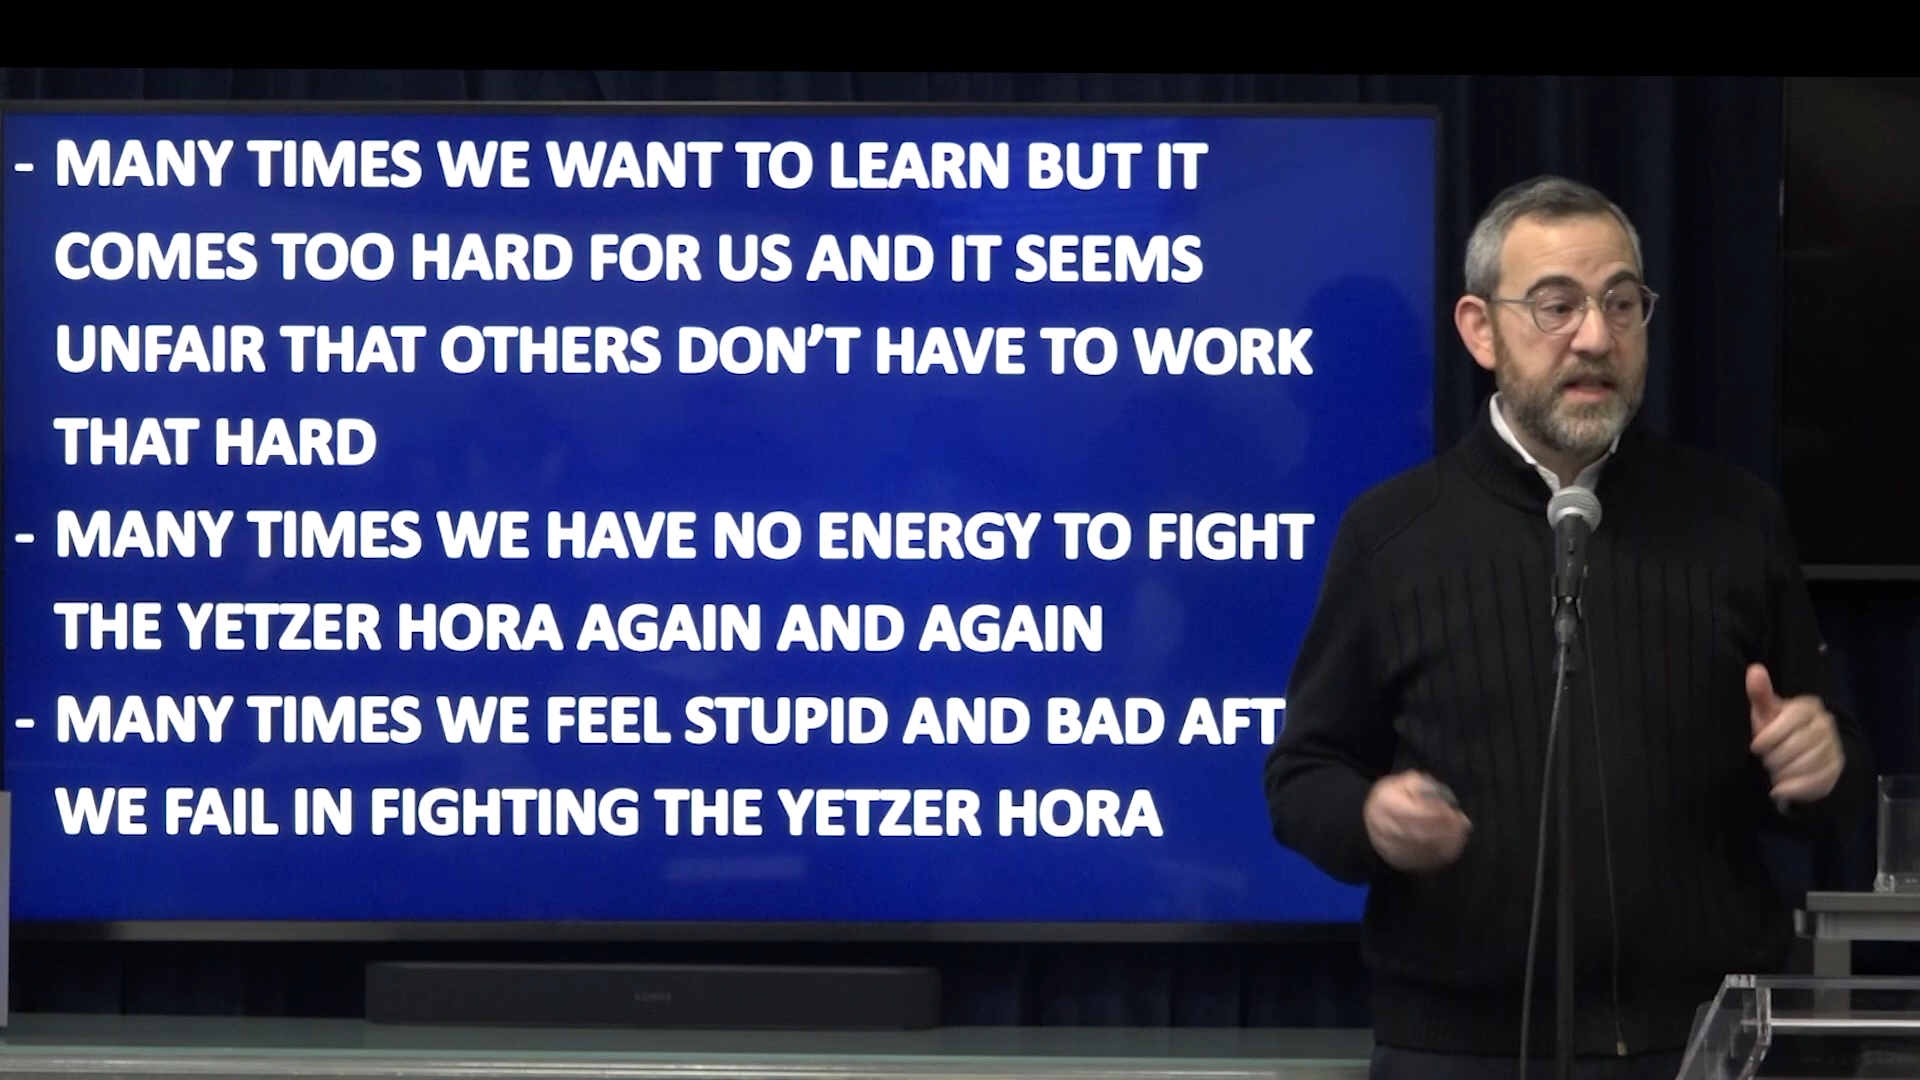 - MANY TIMES WE WANT TO LEARN BUT IT
COMES TOO HARD FOR US AND IT SEEMS
UNFAIR THAT OTHERS DON’T HAVE TO WORK
THAT HARD
- MANY TIMES WE HAVE NO ENERGY TO FIGHT
THE YETZER HORA AGAIN AND AGAIN
- MANY TIMES WE FEEL STUPID AND BAD AFT
WE FAIL IN FIGHTING THE YETZER HORA